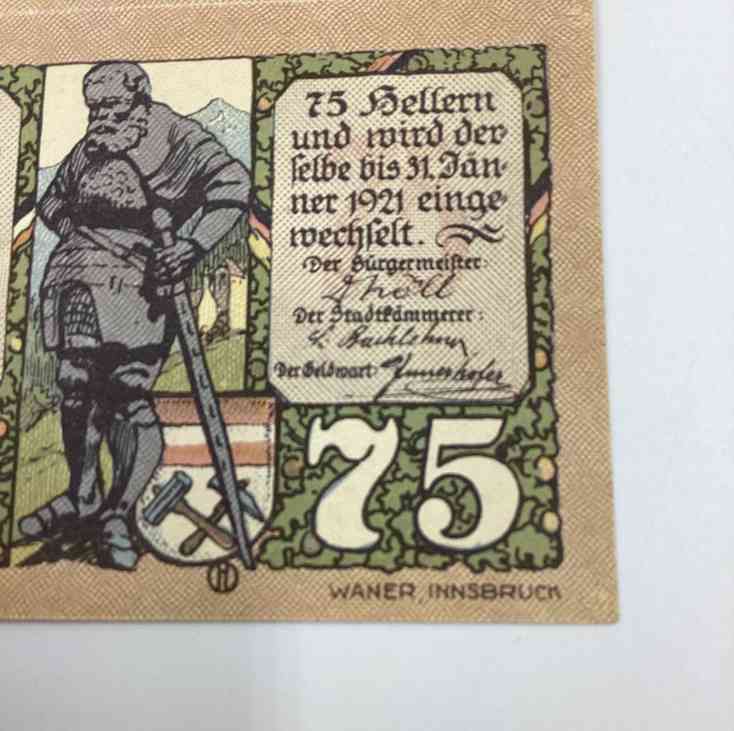 75 Hellern
und wird der-
selbe bis 31. Jän-
ner 1921 einge-
wechselt.
Der Bürgermeister:
Der Stadtkämmerer:
Der Geldwart:
75
WANER, INNSBRUCK